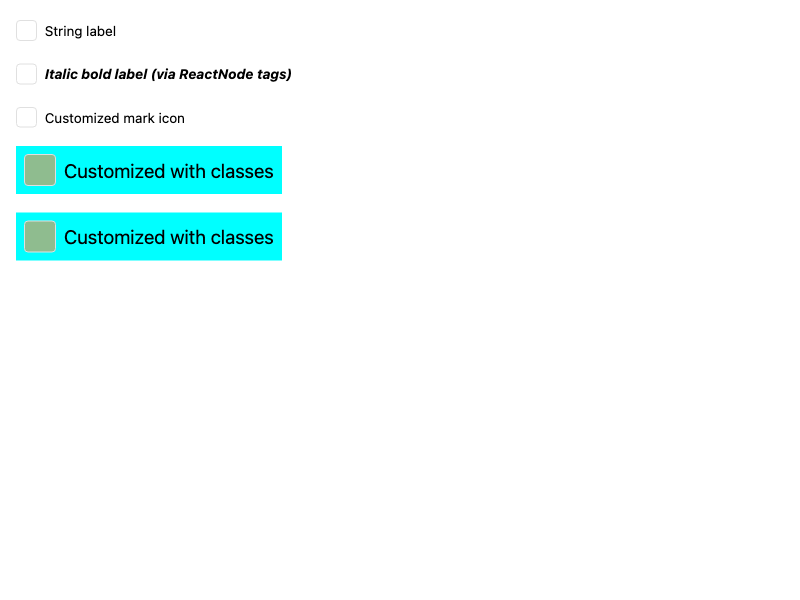 String label
Italic bold label (via ReactNode tags)
Customized mark icon
Customized with classes
Customized with classes